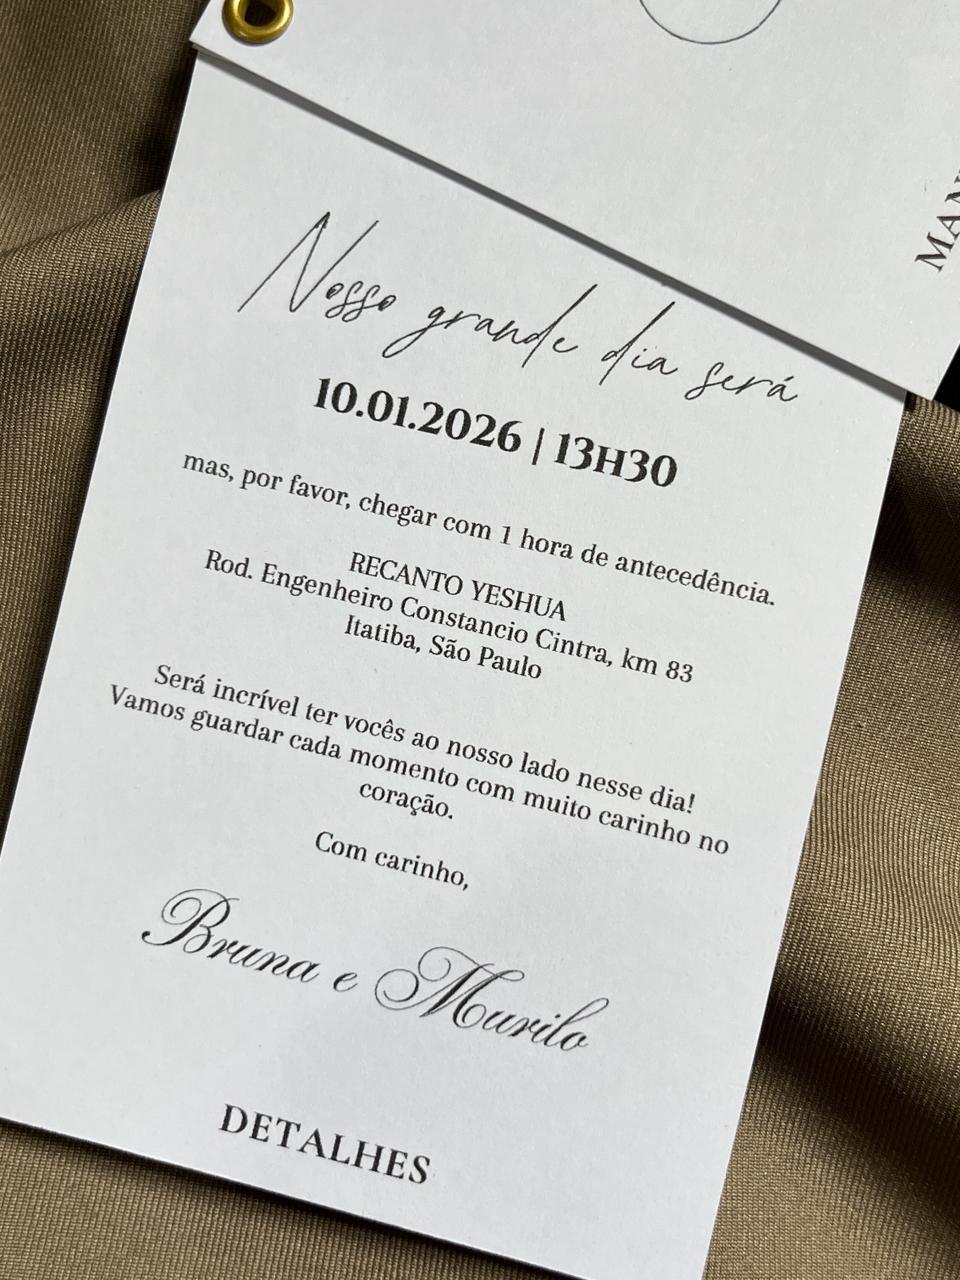 MAN
Nosso grande dia será
10.01.2026 | 13H30
mas, por favor, chegar com 1 hora de antecedência.
RECANTO YESHUA
Rod. Engenheiro Constancio Cintra, km 83
Itatiba, São Paulo
Será incrível ter vocês ao nosso lado nesse dia!
Vamos guardar cada momento com muito carinho no
coração.
Com carinho,
Bruna e Murilo
DETALHES